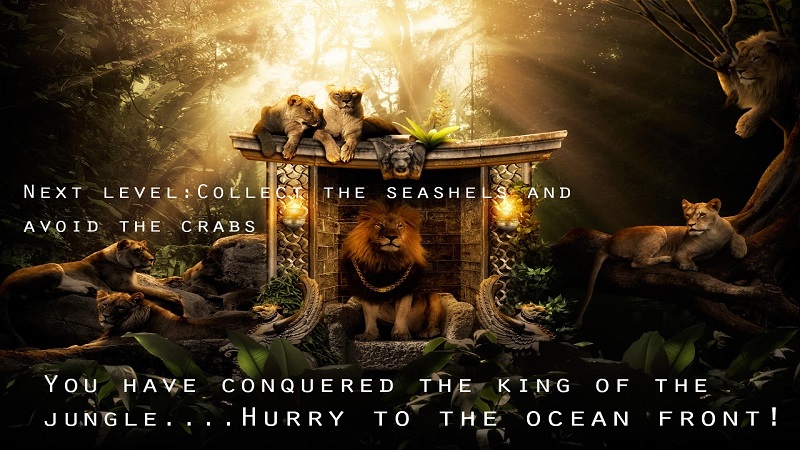 Next level:Collect the seashels and
avoid the crabs
You have conquered the king of the
jungle....Hurry to the ocean front!